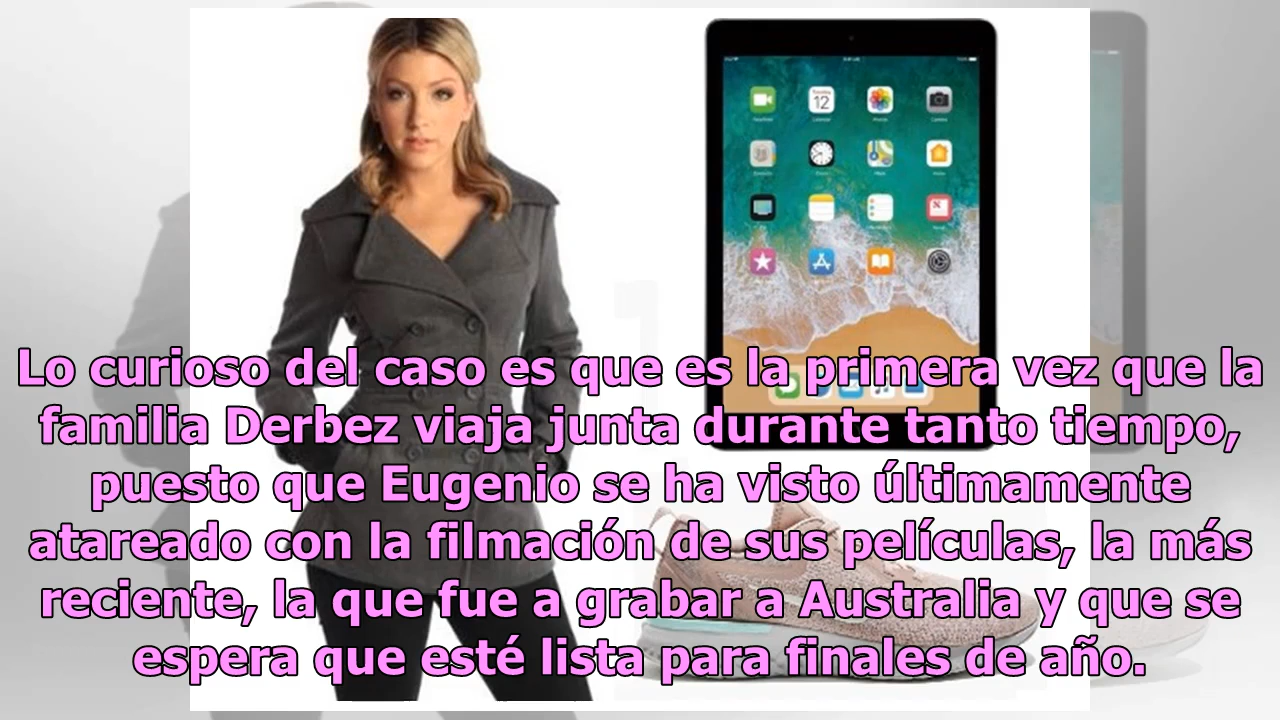 Lo curioso del caso es que es la primera vez que la
familia Derbez viaja junta durante tanto tiempo,
puesto que Eugenio se ha visto últimamente
atareado con la filmación de sus películas, la más
reciente, la que fue a grabar a Australia y que se
espera que esté lista para finales de año.
12